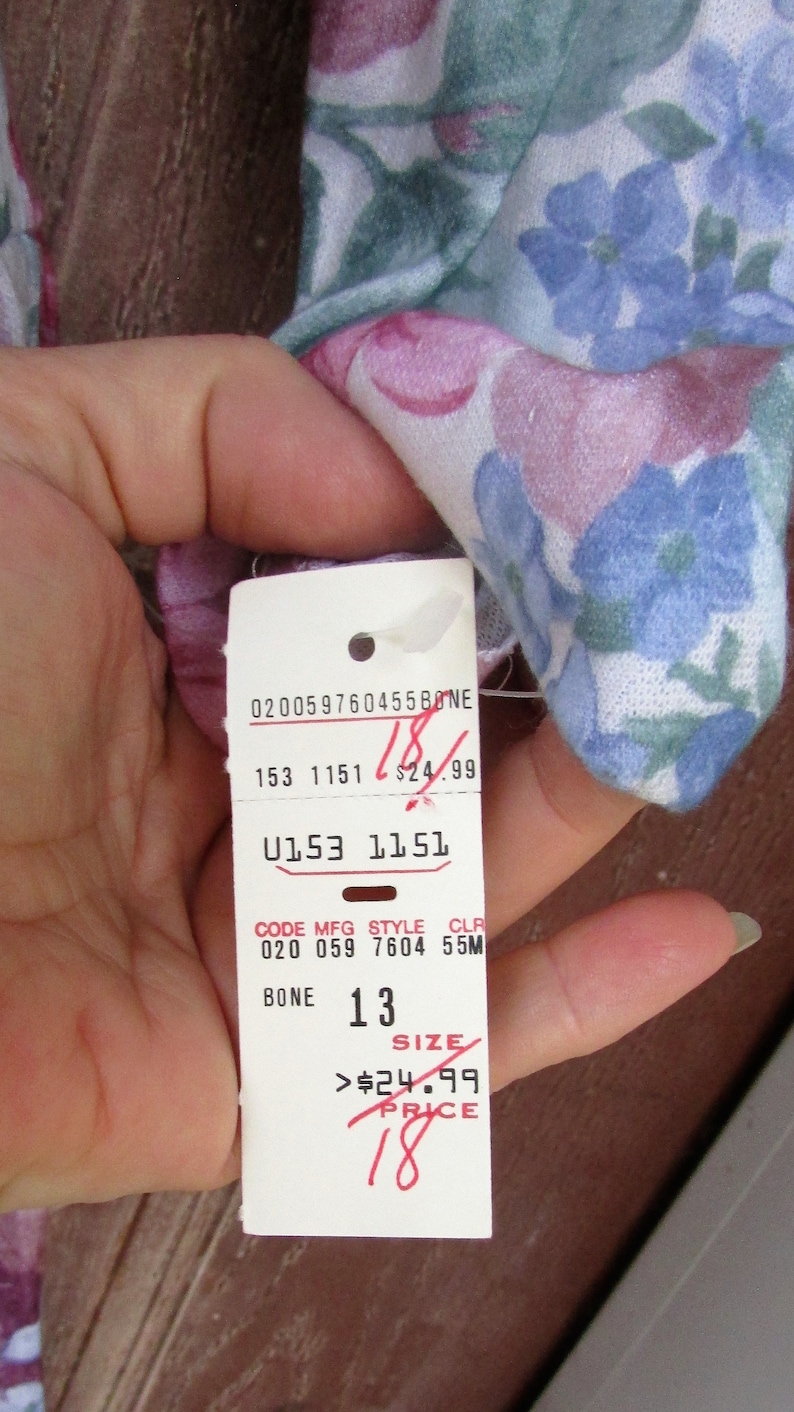 020059760455BONE
18
153 1151 $24.99
U153 1151
CODE MFG STYLE CLR
020 059 7604 55M
BONE 13
SIZE
>$24.99
PRICE
18